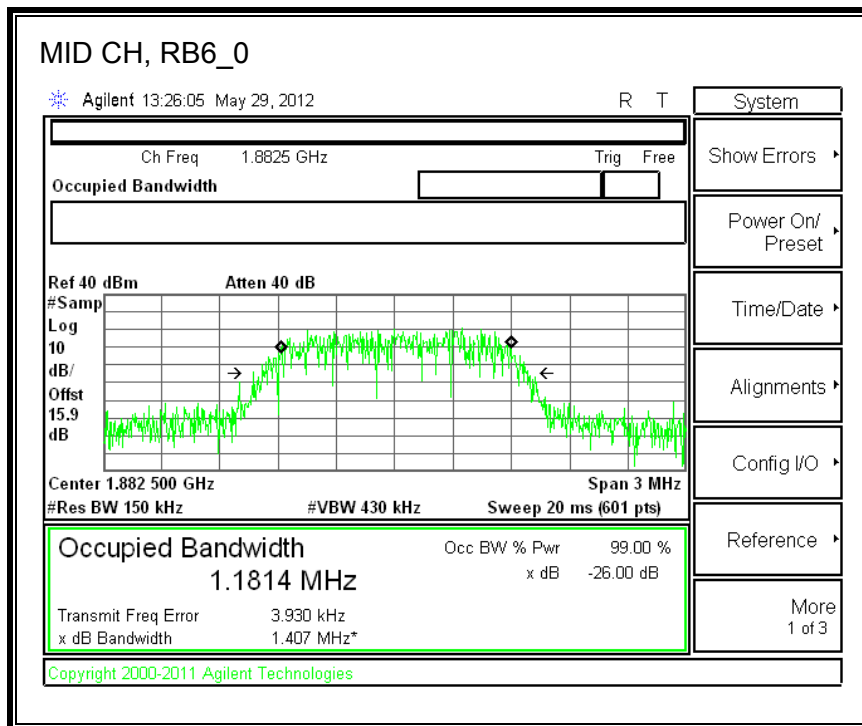 MID CH, RB6_0
Agilent 13:26:05 May 29, 2012 R T
System
Ch Freq 1.8825 GHz Trig Free
Show Errors
Occupied Bandwidth
Power On/
Preset
Ref 40 dBm Atten 40 dB
#Samp
Log
10
dB/
Offst
15.9
dB
Time/Date
Alignments
Config I/O
Center 1.882 500 GHz Span 3 MHz
#Res BW 150 kHz #VBW 430 kHz Sweep 20 ms (601 pts)
Occupied Bandwidth Occ BW % Pwr 99.00 %
1.1814 MHz x dB -26.00 dB
Reference
Transmit Freq Error 3.930 kHz
x dB Bandwidth 1.407 MHz*
More
1 of 3
Copyright 2000-2011 Agilent Technologies